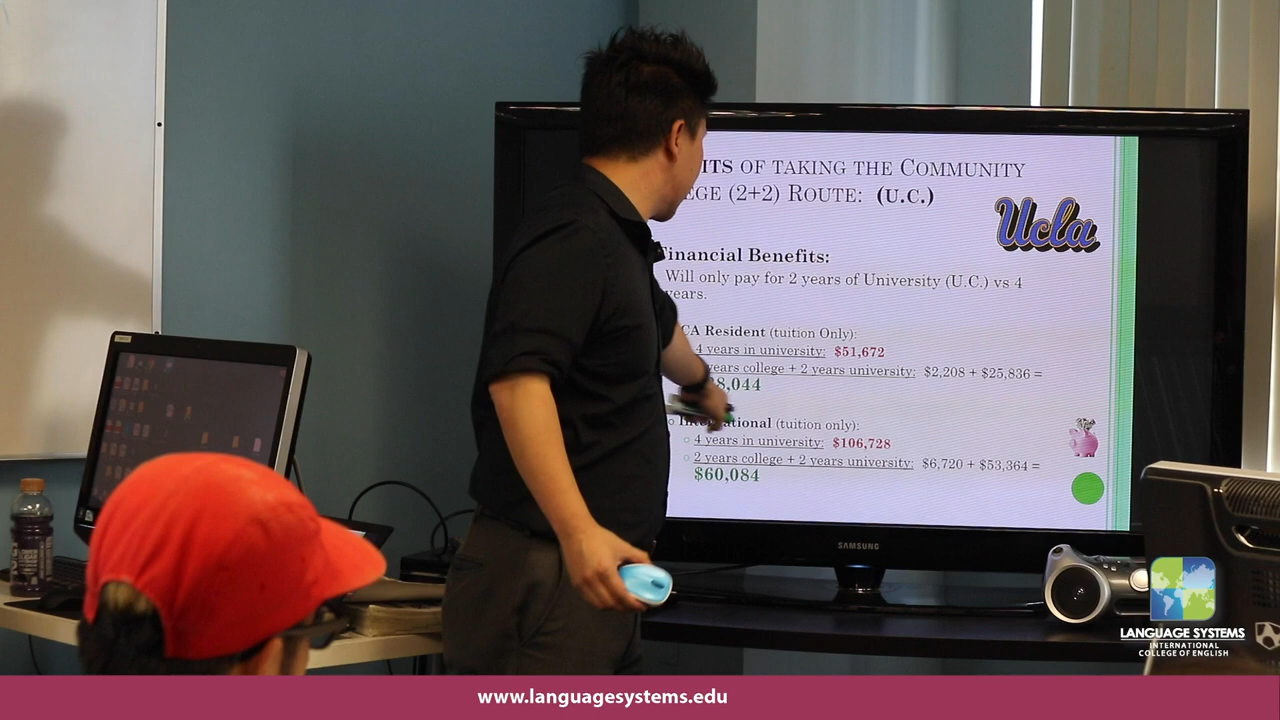 ITS OF TAKING THE COMMUNITY
EGE (2+2) ROUTE: (U.C.)
Ucla
Financial Benefits:
Will only pay for 2 years of University (U.C.) vs 4
years.
CA Resident (tuition Only):
4 years in university: $51,672
years college + 2 years university: $2,208 + $25,836 =
8,044
International (tuition only):
4 years in university: $106,728
2 years college + 2 years university: $6,720 + $53,364 =
$60,084
SAMSUNG
LANGUAGE SYSTEMS
INTERNATIONAL
COLLEGE OF ENGLISH
www.languagesystems.edu